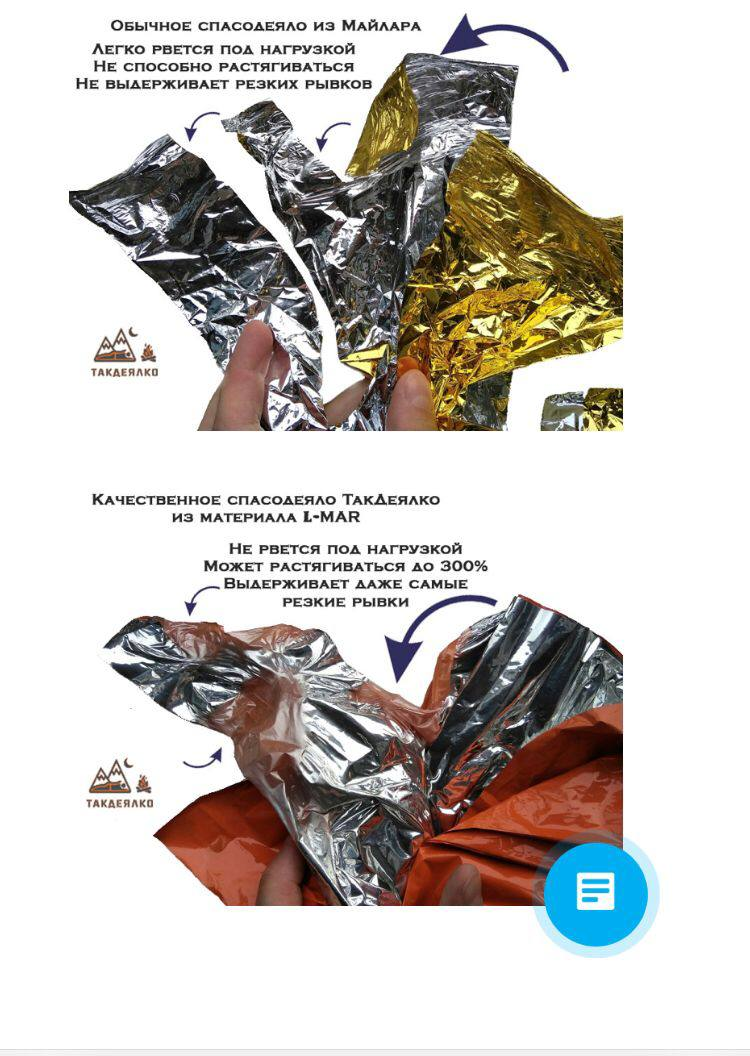 Обычное спасодеяло из Майлара
Легко рвется под нагрузкой
Не способно растягиваться
Не выдерживает резких рывков
ТАКДЕЯЛКО
Качественное спасодеяло ТакДеялко
из материала L-MAR
Не рвется под нагрузкой
Может растягиваться до 300%
Выдерживает даже самые
резкие рывки
ТАКДЕЯЛКО